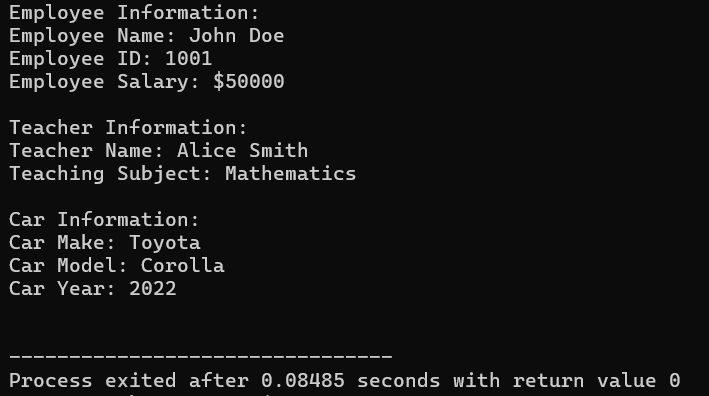 Employee Information:
Employee Name: John Doe
Employee ID: 1001
Employee Salary: $50000
Teacher Information:
Teacher Name: Alice Smith
Teaching Subject: Mathematics
Car Information:
Car Make: Toyota
Car Model: Corolla
Car Year: 2022
--------------------------------
Process exited after 0.08485 seconds with return value 0